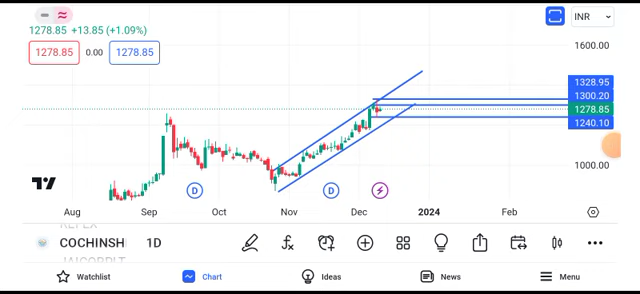 INR
1278.85 +13.85 (+1.09%)
1278.85 0.00 1278.85
1600.00
1328.95
1300.20
1278.85
1240.10
1000.00
D D
Aug Sep Oct Nov Dec 2024 Feb
COCHINSH 1D
Watchlist Chart Ideas News Menu